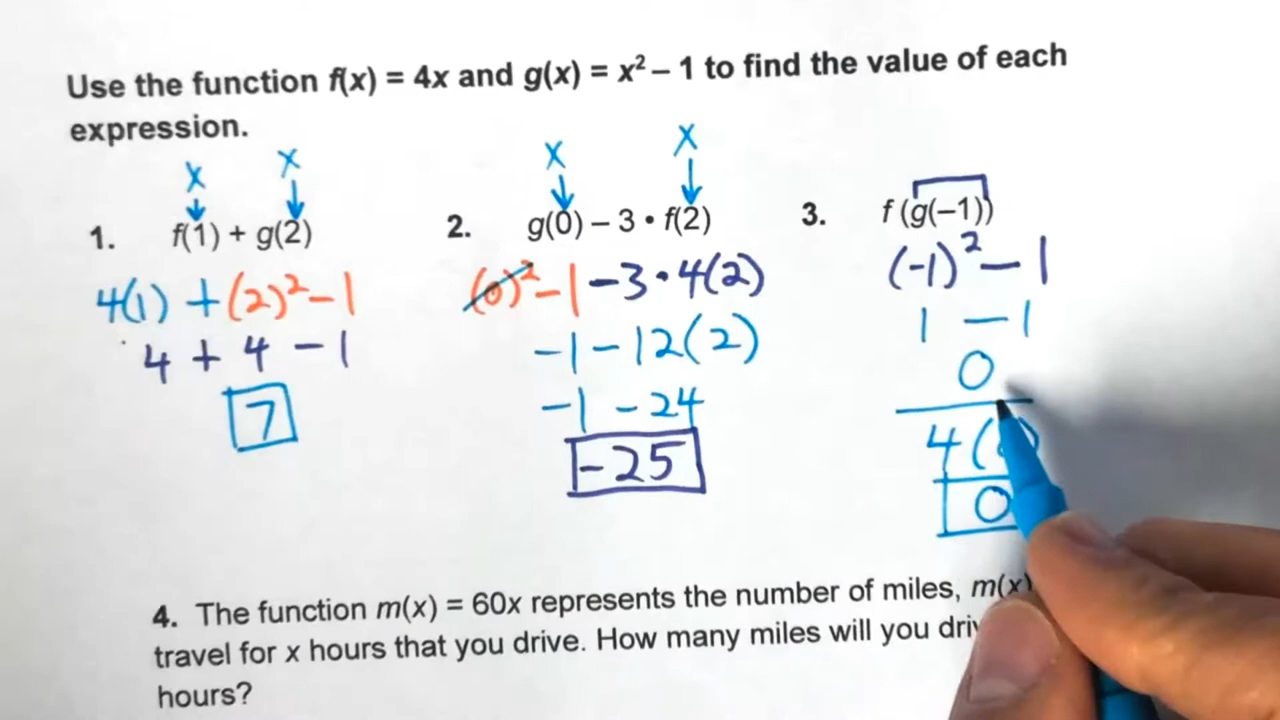 Use the function f(x) = 4x and g(x) = x² – 1 to find the value of each
expression.
x x
1. f(1) + g(2)
4(1) + (2)² - 1
4 + 4 - 1
7
x x
2. g(0) – 3 • f(2)
(0)² - 1 - 3 • 4(2)
-1 - 12(2)
-1 - 24
-25
3. f (g(–1))
(-1)² - 1
1 - 1
0
4(
0
4. The function m(x) = 60x represents the number of miles, m(x)
travel for x hours that you drive. How many miles will you
hours?